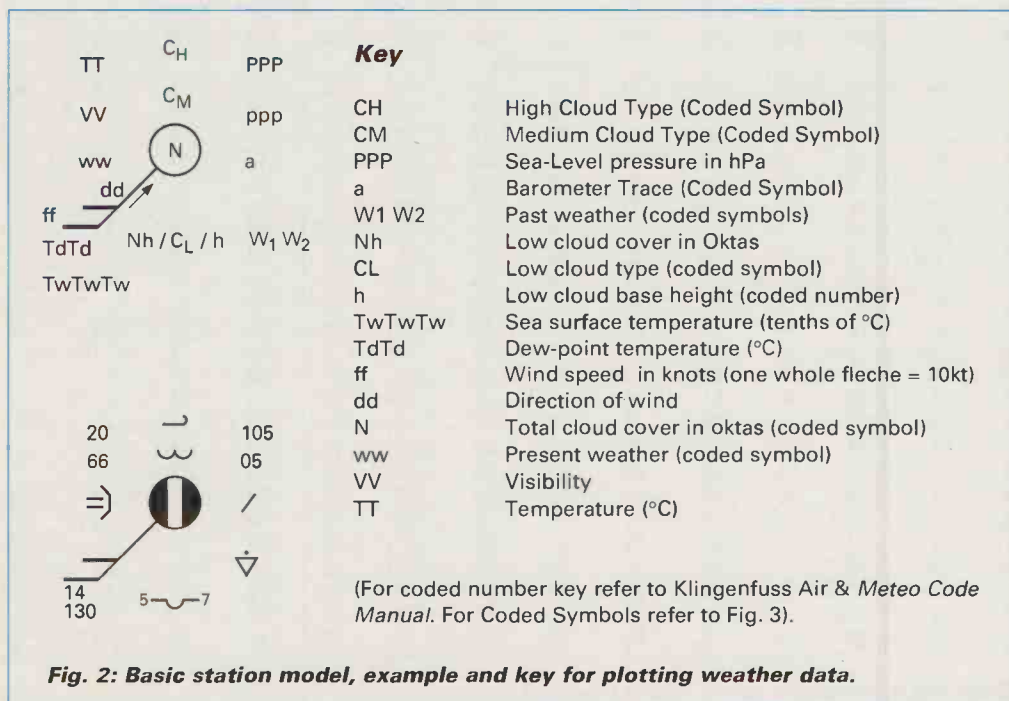 TT CH PPP
VV CM ppp
ww N a
dd
ff
TdTd Nh / CL / h W1 W2
TwTwTw
20 105
66 05
14
130 5 7
Key
CH High Cloud Type (Coded Symbol)
CM Medium Cloud Type (Coded Symbol)
PPP Sea-Level pressure in hPa
a Barometer Trace (Coded Symbol)
W1 W2 Past weather (coded symbols)
Nh Low cloud cover in Oktas
CL Low cloud type (coded symbol)
h Low cloud base height (coded number)
TwTwTw Sea surface temperature (tenths of °C)
TdTd Dew-point temperature (°C)
ff Wind speed in knots (one whole fleche = 10kt)
dd Direction of wind
N Total cloud cover in oktas (coded symbol)
ww Present weather (coded symbol)
VV Visibility
TT Temperature (°C)
(For coded number key refer to Klingenfuss Air & Meteo Code
Manual. For Coded Symbols refer to Fig. 3).
Fig. 2: Basic station model, example and key for plotting weather data.